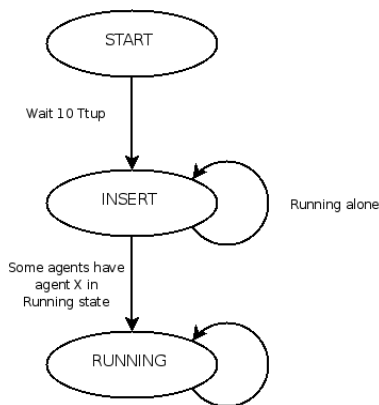 START
Wait 10 Ttup
INSERT
Running alone
Some agents have
agent X in
Running state
RUNNING